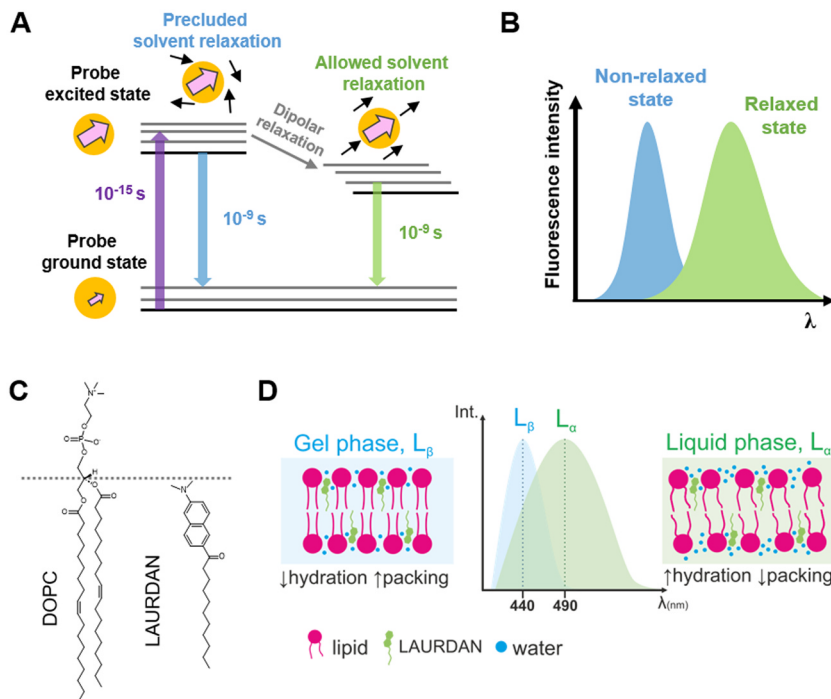 A
Precluded
solvent relaxation
Probe
excited state
Allowed solvent
relaxation
Dipolar
relaxation
10-15 s
10-9 s
10-9 s
Probe
ground state
B
Fluorescence intensity
Non-relaxed
state
Relaxed
state
λ
C
N+
O
P
O-
O
O
H
O
O
O
DOPC
N
O
LAURDAN
D
Gel phase, Lβ
↓hydration ↑packing
Int.
Lβ
Lα
440
490
λ(nm)
Liquid phase, Lα
↑hydration ↓packing
lipid
LAURDAN
water